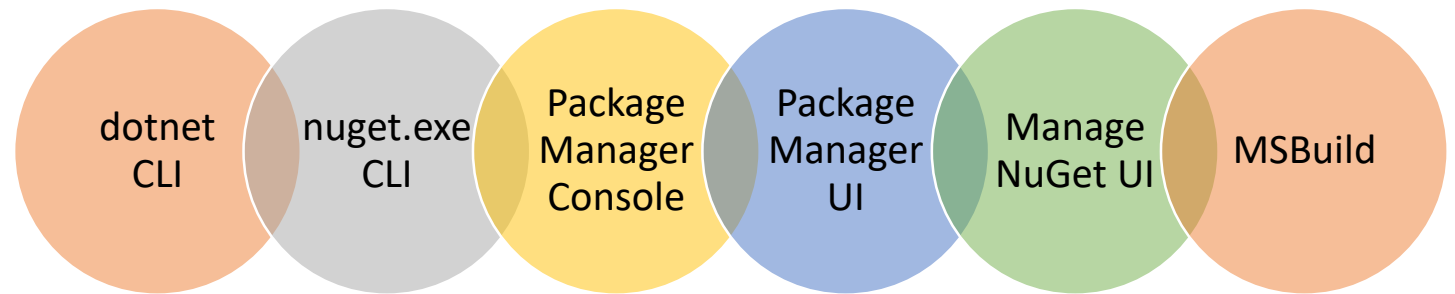 dotnet
CLI
nuget.exe
CLI
Package
Manager
Console
Package
Manager
UI
Manage
NuGet UI
MSBuild